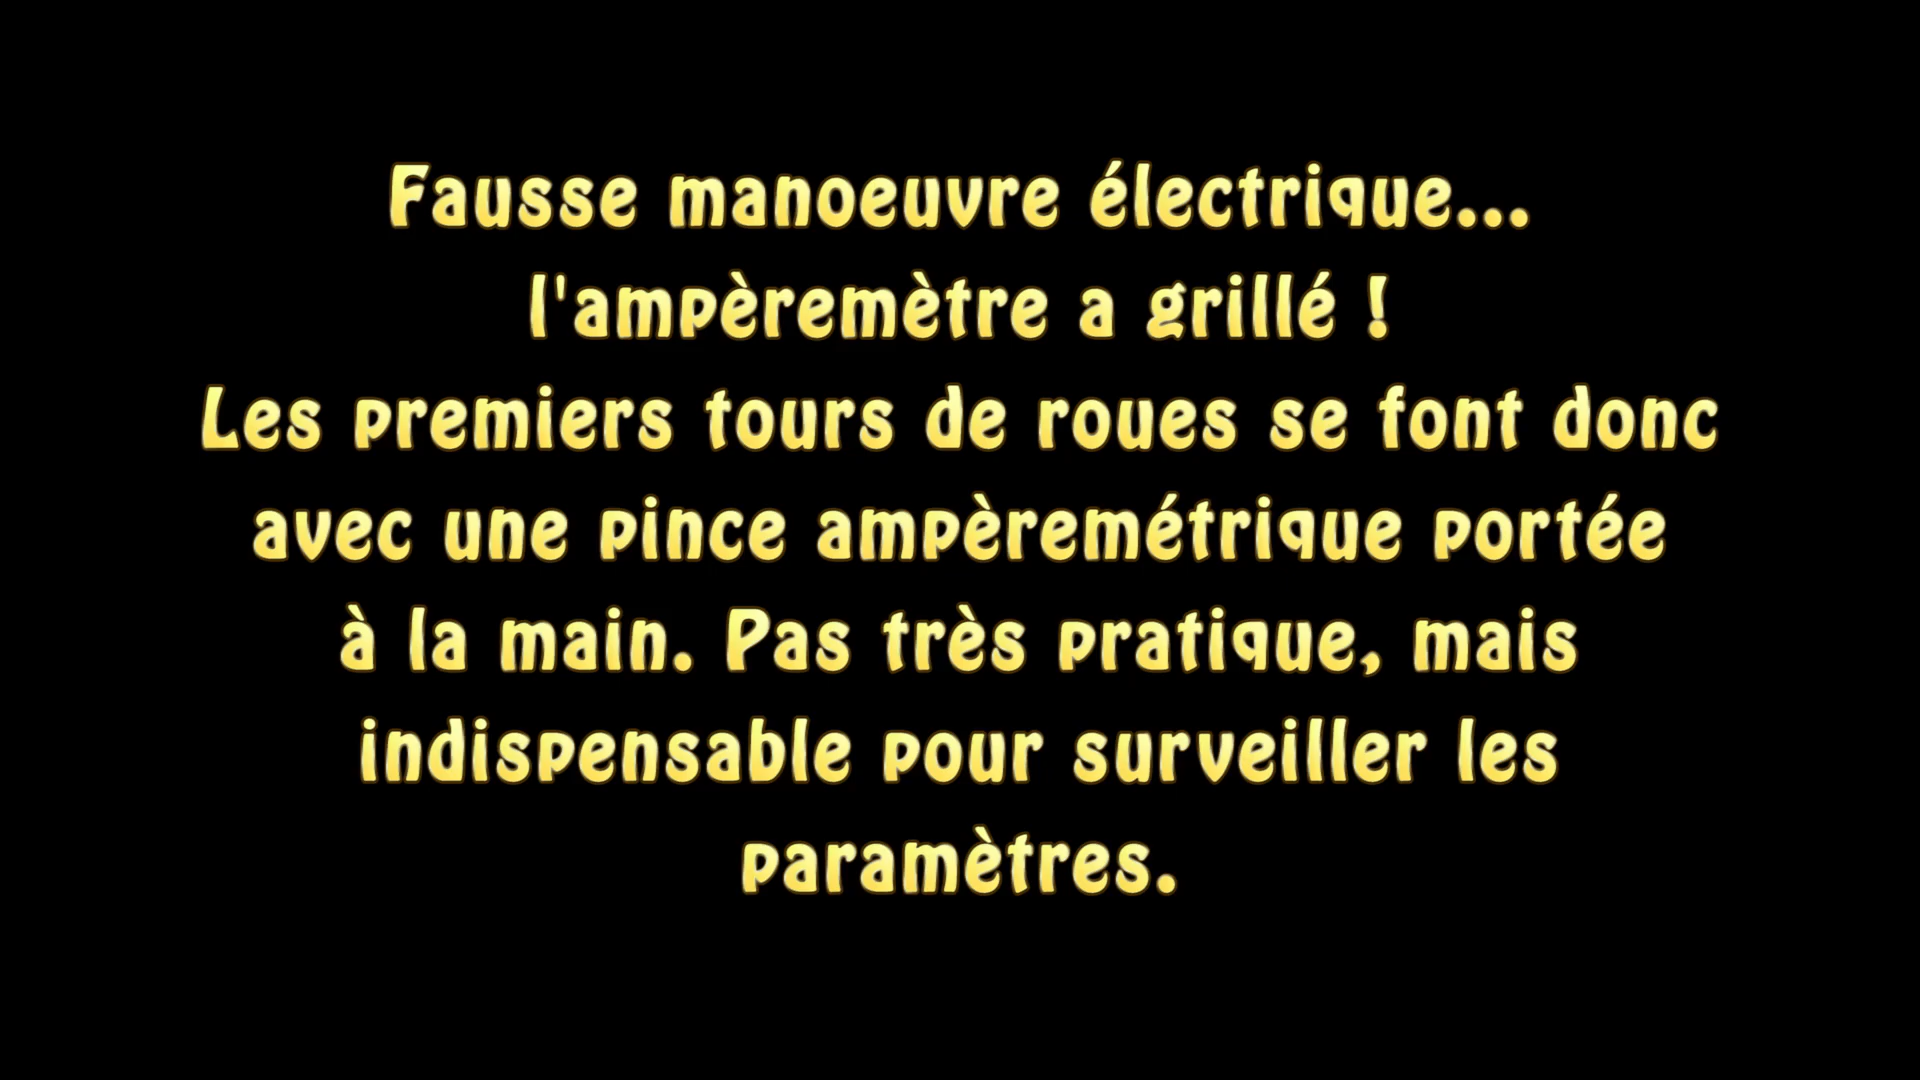 Fausse manoeuvre électrique...
l'ampèremètre a grillé !
Les premiers tours de roues se font donc
avec une pince ampèremétrique portée
à la main. Pas très pratique, mais
indispensable pour surveiller les
paramètres.